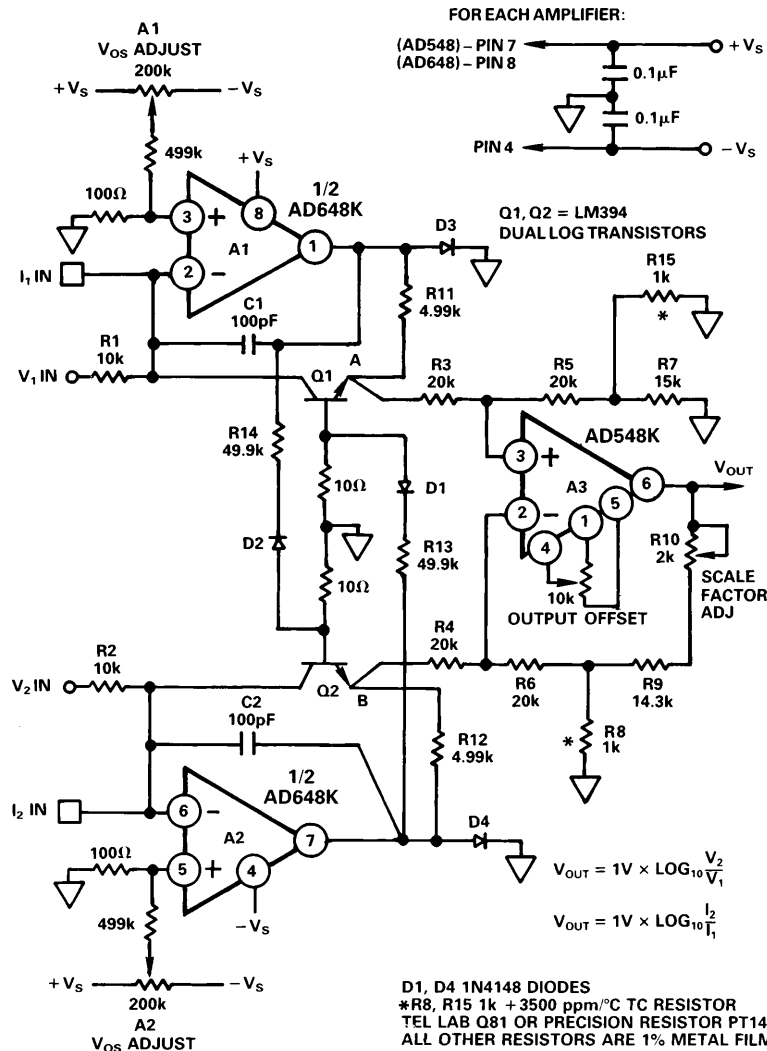 A1
VOS ADJUST
200k
+VS
−VS
499k
100Ω
+VS
1/2
AD648K
3
+
8
A1
1
2
−
I1 IN
C1
100pF
R1
10k
V1 IN
FOR EACH AMPLIFIER:
(AD548) – PIN 7
(AD648) – PIN 8
+VS
0.1μF
0.1μF
PIN 4
−VS
Q1, Q2 = LM394
DUAL LOG TRANSISTORS
D3
R11
4.99k
A
Q1
R3
20k
R5
20k
R15
1k
*
R7
15k
R14
49.9k
10Ω
D1
D2
R13
49.9k
10Ω
AD548K
3
+
A3
6
2
−
1
5
4
VOUT
10k
OUTPUT OFFSET
R10
2k
SCALE
FACTOR
ADJ
R4
20k
R6
20k
R9
14.3k
*
R8
1k
R2
10k
V2 IN
Q2
B
C2
100pF
R12
4.99k
1/2
AD648K
I2 IN
6
−
A2
7
5
+
4
D4
100Ω
−VS
499k
+VS
−VS
200k
A2
VOS ADJUST
VOUT = 1V × LOG10 V2/V1
VOUT = 1V × LOG10 I2/I1
D1, D4 1N4148 DIODES
*R8, R15 1k +3500 ppm/°C TC RESISTOR
TEL LAB Q81 OR PRECISION RESISTOR PT14
ALL OTHER RESISTORS ARE 1% METAL FILM